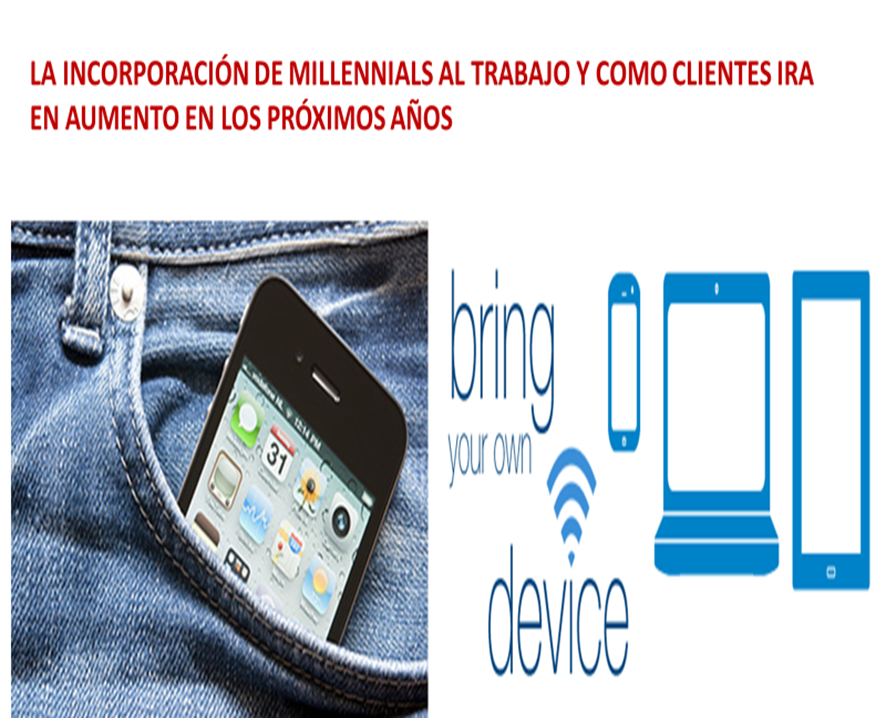 LA INCORPORACIÓN DE MILLENNIALS AL TRABAJO Y COMO CLIENTES IRA
EN AUMENTO EN LOS PRÓXIMOS AÑOS
31
bring
your own
device